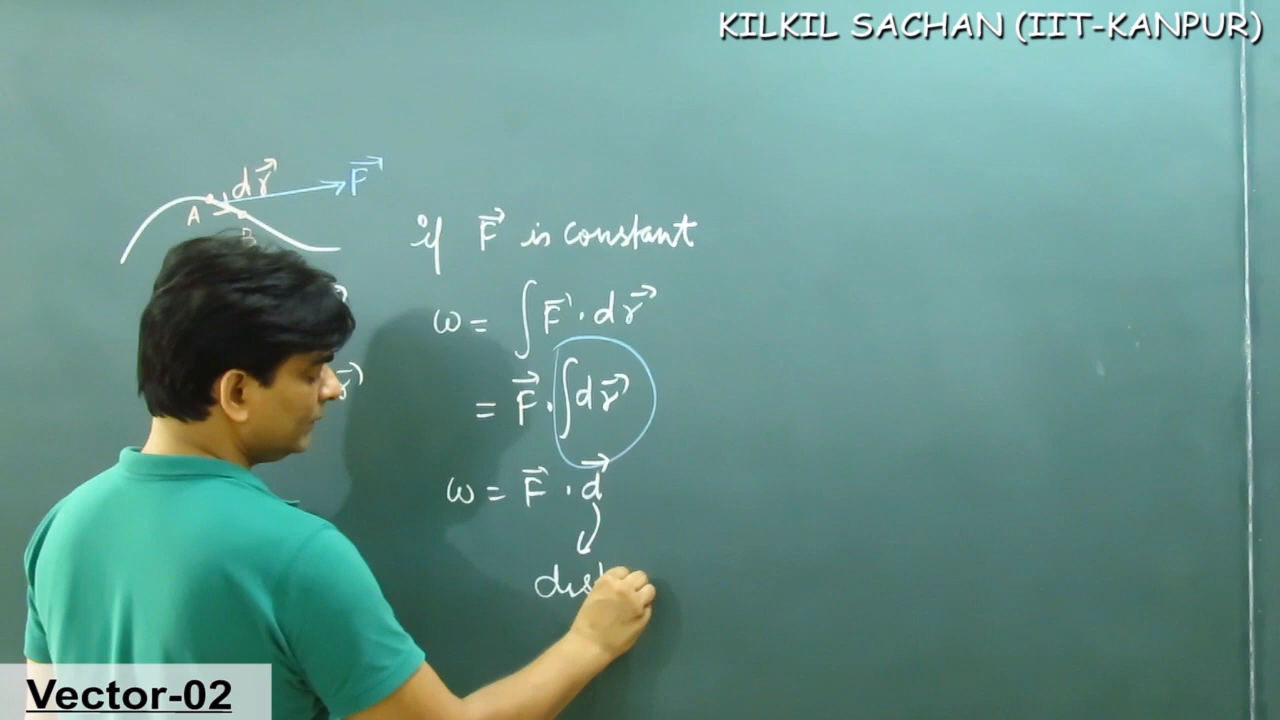 KILKIL SACHAN (IIT-KANPUR)
dr⃗
F⃗
A
B
if F⃗ is constant
ω = ∫ F⃗ · dr⃗
= F⃗ · ∫ dr⃗
ω = F⃗ · d⃗
Vector-02